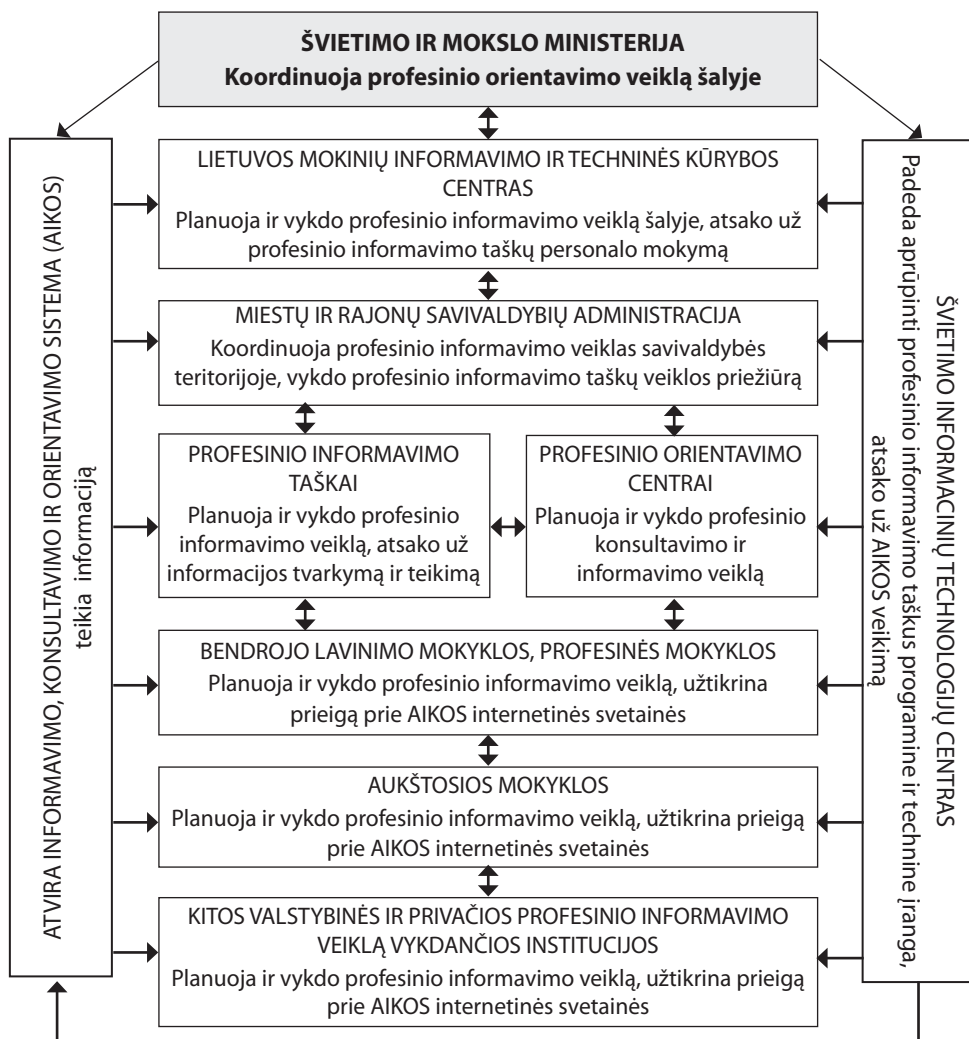 ŠVIETIMO IR MOKSLO MINISTERIJA
Koordinuoja profesinio orientavimo veiklą šalyje
ATVIRA INFORMAVIMO, KONSULTAVIMO IR ORIENTAVIMO SISTEMA (AIKOS)
teikia informaciją
LIETUVOS MOKINIŲ INFORMAVIMO IR TECHNINĖS KŪRYBOS
CENTRAS
Planuoja ir vykdo profesinio informavimo veiklą šalyje, atsako už
profesinio informavimo taškų personalo mokymą
MIESTŲ IR RAJONŲ SAVIVALDYBIŲ ADMINISTRACIJA
Koordinuoja profesinio informavimo veiklas savivaldybės
teritorijoje, vykdo profesinio informavimo taškų veiklos priežiūrą
PROFESINIO INFORMAVIMO
TAŠKAI
Planuoja ir vykdo profesinio
informavimo veiklą, atsako už
informacijos tvarkymą ir teikimą
PROFESINIO ORIENTAVIMO
CENTRAI
Planuoja ir vykdo profesinio
konsultavimo ir
informavimo veiklą
BENDROJO LAVINIMO MOKYKLOS, PROFESINĖS MOKYKLOS
Planuoja ir vykdo profesinio informavimo veiklą, užtikrina
prieigą prie AIKOS internetinės svetainės
AUKŠTOSIOS MOKYKLOS
Planuoja ir vykdo profesinio informavimo veiklą, užtikrina prieigą
prie AIKOS internetinės svetainės
KITOS VALSTYBINĖS IR PRIVAČIOS PROFESINIO INFORMAVIMO
VEIKLĄ VYKDANČIOS INSTITUCIJOS
Planuoja ir vykdo profesinio informavimo veiklą, užtikrina prieigą
prie AIKOS internetinės svetainės
ŠVIETIMO INFORMACINIŲ TECHNOLOGIJŲ CENTRAS
Padeda aprūpinti profesinio informavimo taškus programine ir technine įranga,
atsako už AIKOS veikimą